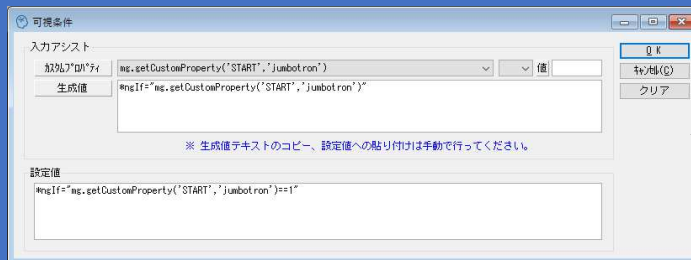 可視条件
入力アシスト
OK
ｶｽﾀﾑﾌﾟﾛﾊﾟﾃｨ mg.getCustomProperty('START','jumbotron') 値
ｷｬﾝｾﾙ(C)
生成値 *ngIf="mg.getCustomProperty('START','jumbotron')"
クリア
※ 生成値テキストのコピー、設定値への貼り付けは手動で行ってください。
設定値
*ngIf="mg.getCustomProperty('START','jumbotron')==1"